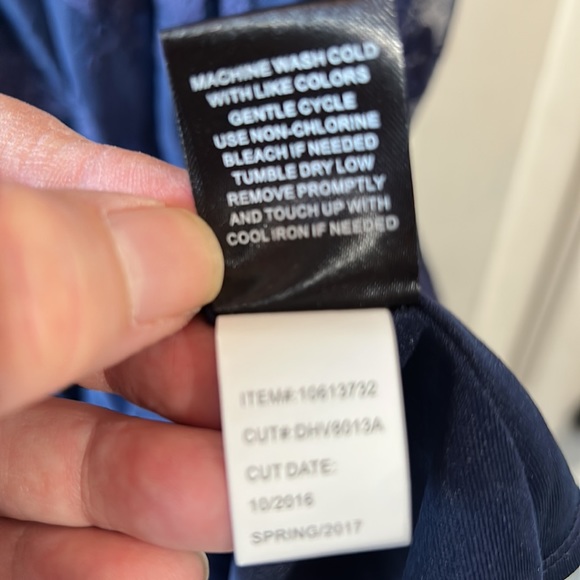 MACHINE WASH COLD
WITH LIKE COLORS
GENTLE CYCLE
USE NON-CHLORINE
BLEACH IF NEEDED
TUMBLE DRY LOW
REMOVE PROMPTLY
AND TOUCH UP WITH
COOL IRON IF NEEDED
ITEM#:10613732
CUT#:DHV8013A
CUT DATE:
10/2016
SPRING/2017